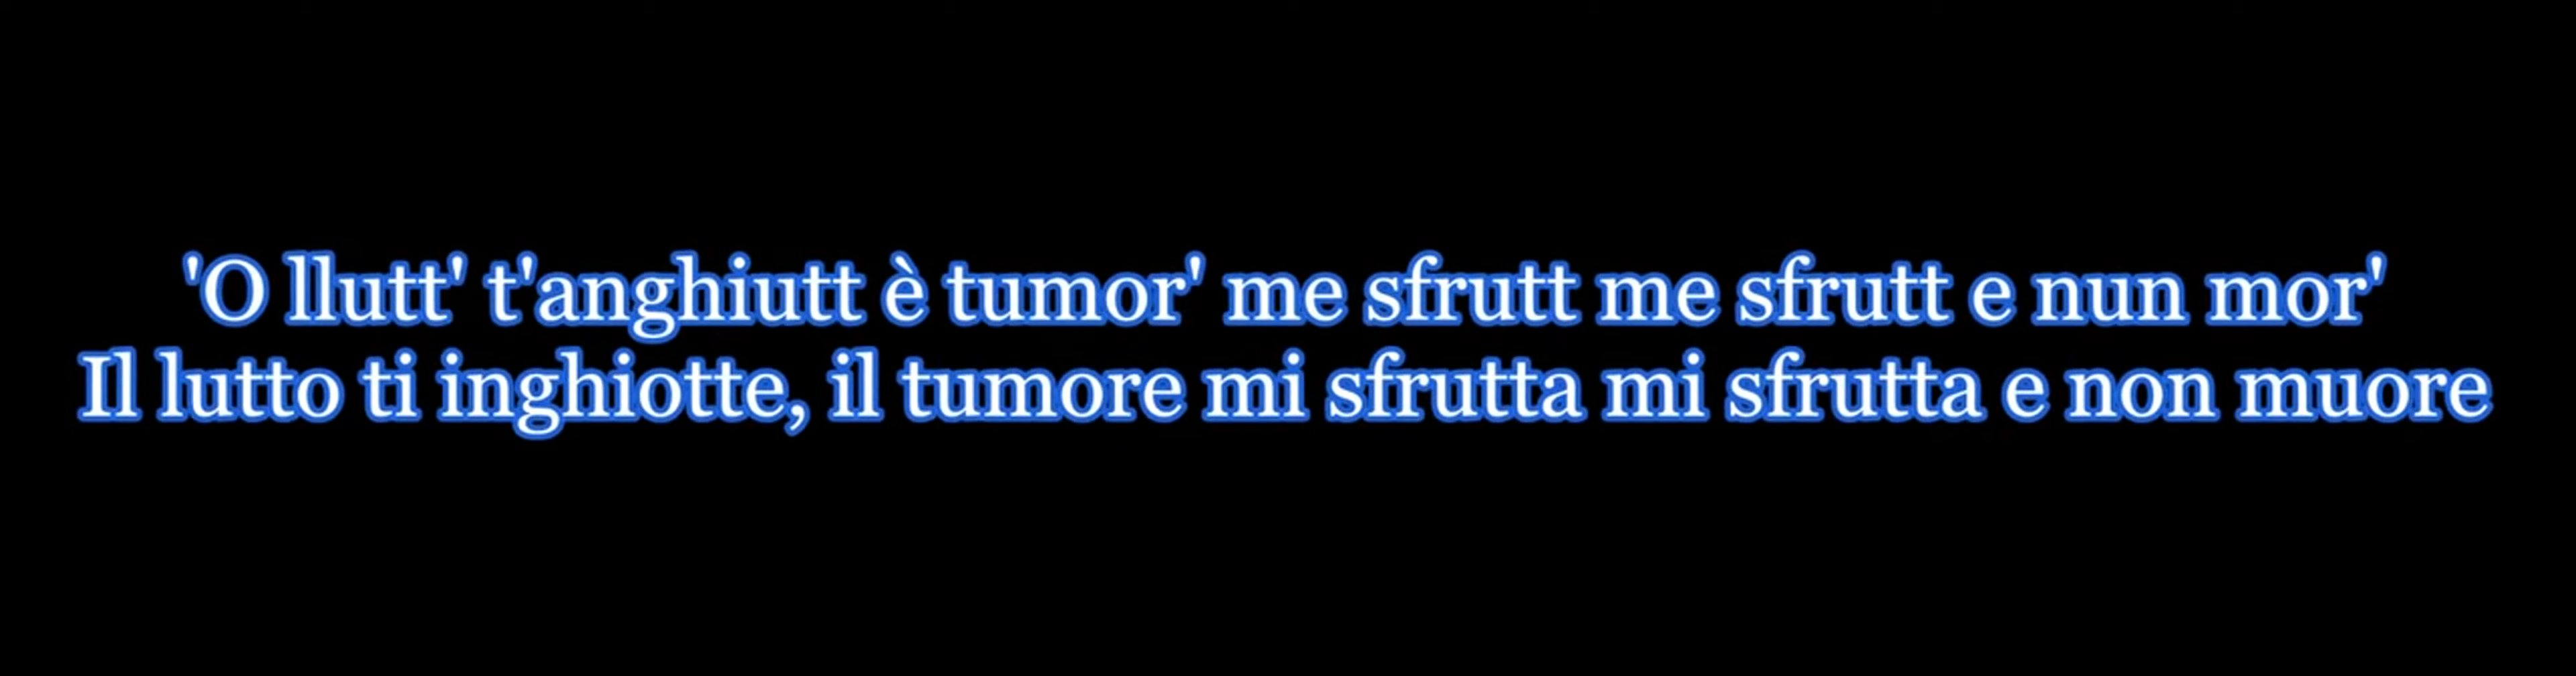 'O llutt' t'anghiutt è tumor' me sfrutt me sfrutt e nun mor'
Il lutto ti inghiotte, il tumore mi sfrutta mi sfrutta e non muore